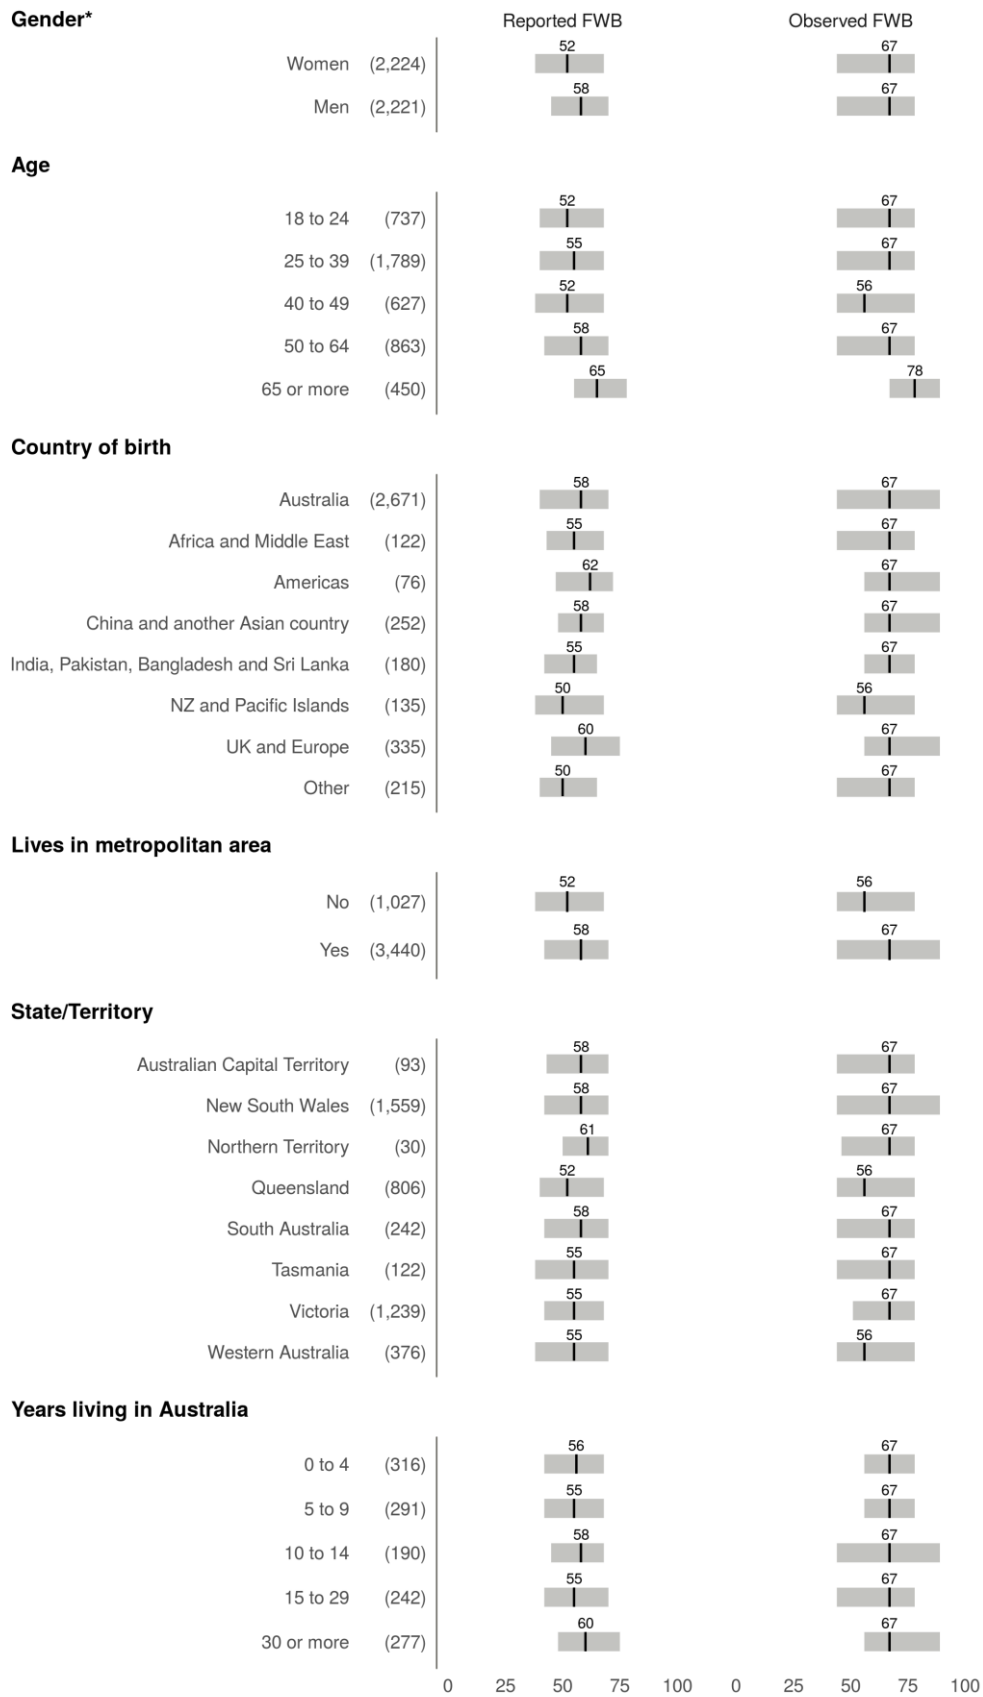 Gender* Reported FWB Observed FWB
52 67
Women (2,224)
58 67
Men (2,221)
Age
52 67
18 to 24 (737)
55 67
25 to 39 (1,789)
52 56
40 to 49 (627)
58 67
50 to 64 (863)
65 78
65 or more (450)
Country of birth
58 67
Australia (2,671)
55 67
Africa and Middle East (122)
62 67
Americas (76)
58 67
China and another Asian country (252)
55 67
India, Pakistan, Bangladesh and Sri Lanka (180)
50 56
NZ and Pacific Islands (135)
60 67
UK and Europe (335)
50 67
Other (215)
Lives in metropolitan area
52 56
No (1,027)
58 67
Yes (3,440)
State/Territory
58 67
Australian Capital Territory (93)
58 67
New South Wales (1,559)
61 67
Northern Territory (30)
52 56
Queensland (806)
58 67
South Australia (242)
55 67
Tasmania (122)
55 67
Victoria (1,239)
55 56
Western Australia (376)
Years living in Australia
56 67
0 to 4 (316)
55 67
5 to 9 (291)
58 67
10 to 14 (190)
55 67
15 to 29 (242)
60 67
30 or more (277)
0 25 50 75 100 0 25 50 75 100